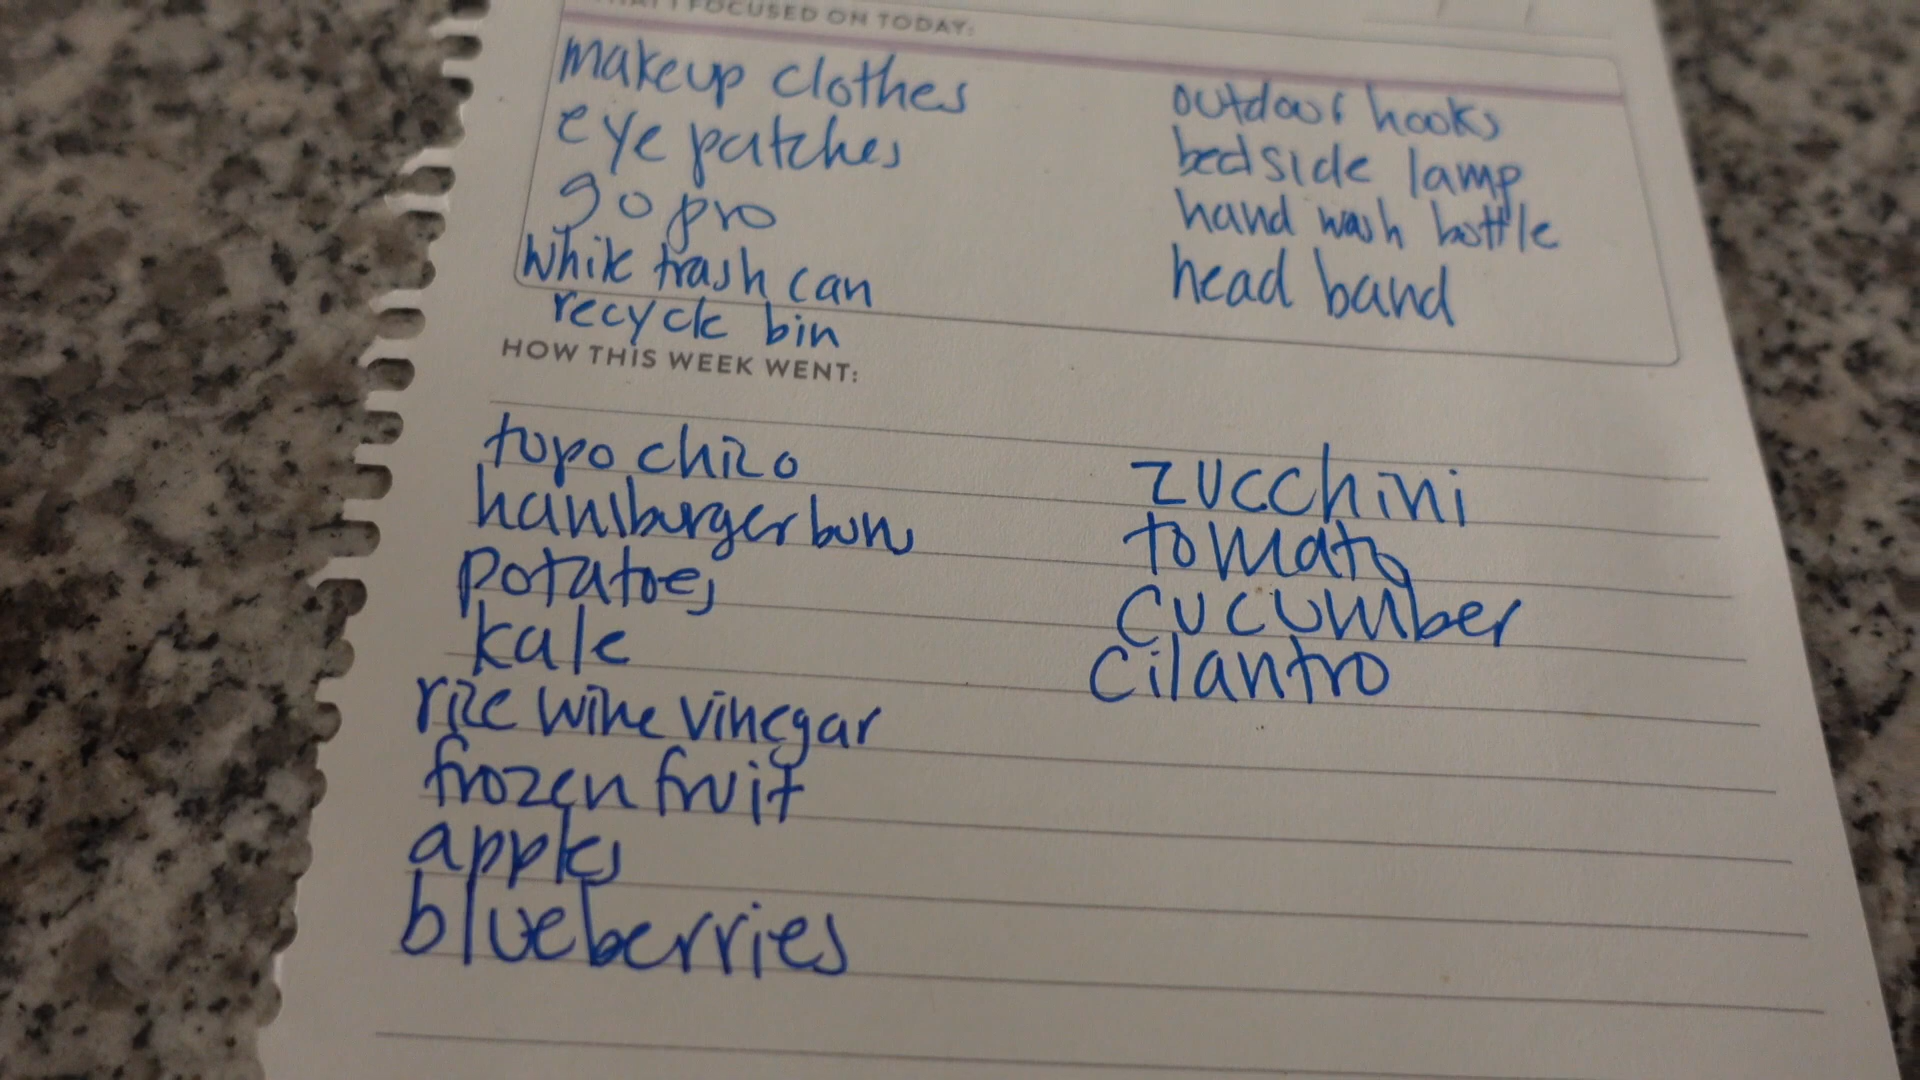 WHAT I FOCUSED ON TODAY:
makeup clothes
eye patches
go pro
white trash can
recycle bin
outdoor hooks
bedside lamp
hand wash bottle
head band
HOW THIS WEEK WENT:
topo chizo
hamburger buns
potatoes
kale
rice wine vinegar
frozen fruit
apples
blueberries
zucchini
tomato
cucumber
cilantro